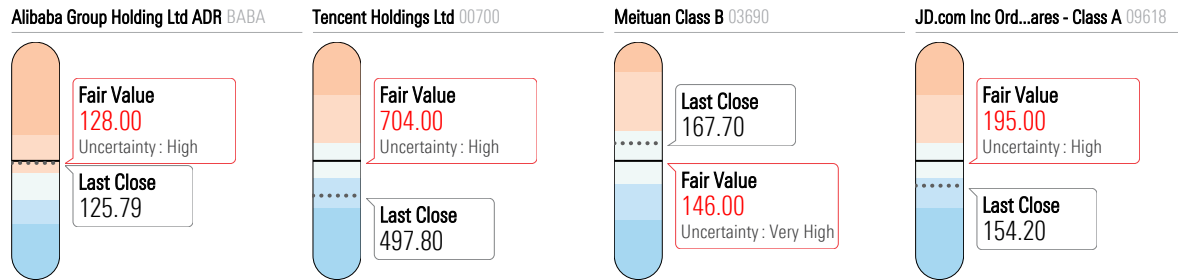 Alibaba Group Holding Ltd ADR BABA
Fair Value
128.00
Uncertainty : High
Last Close
125.79
Tencent Holdings Ltd 00700
Fair Value
704.00
Uncertainty : High
Last Close
497.80
Meituan Class B 03690
Last Close
167.70
Fair Value
146.00
Uncertainty : Very High
JD.com Inc Ord...ares - Class A 09618
Fair Value
195.00
Uncertainty : High
Last Close
154.20